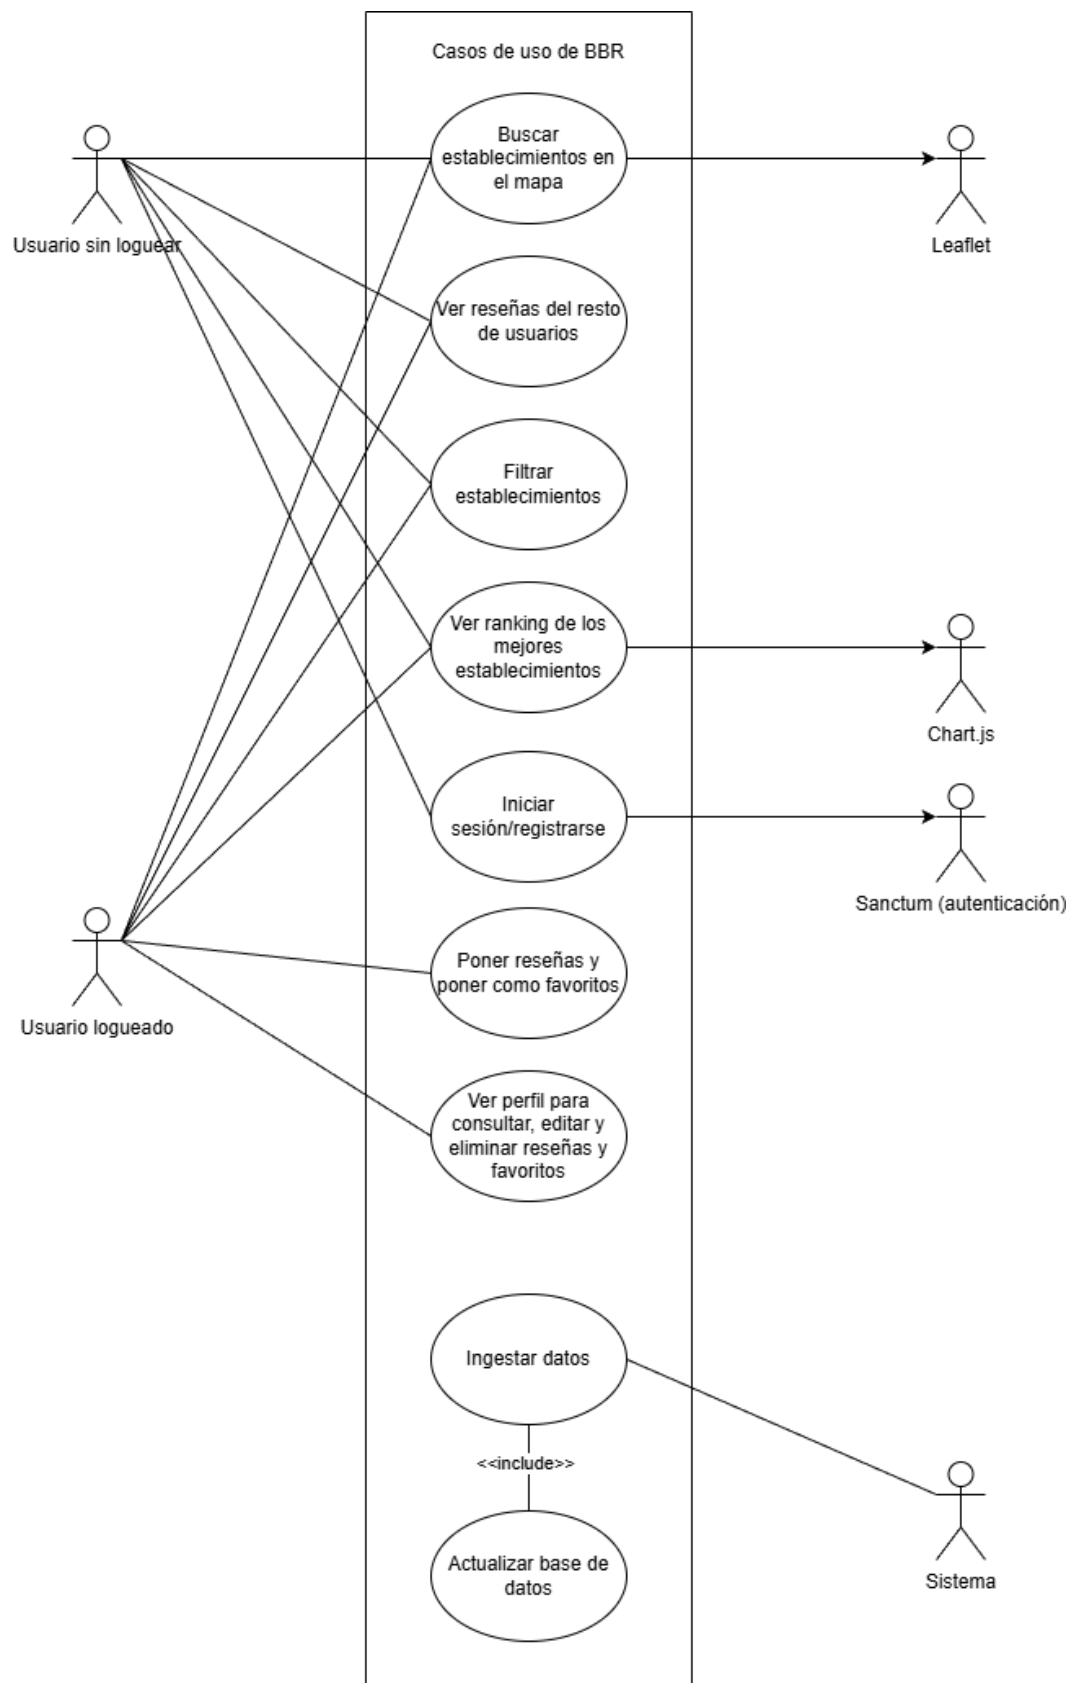 Casos de uso de BBR
Buscar
establecimientos en
el mapa
Usuario sin loguear
Leaflet
Ver reseñas del resto
de usuarios
Filtrar
establecimientos
Ver ranking de los
mejores
establecimientos
Chart.js
Iniciar
sesión/registrarse
Sanctum (autenticación)
Poner reseñas y
poner como favoritos
Usuario logueado
Ver perfil para
consultar, editar y
eliminar reseñas y
favoritos
Ingestar datos
<<include>>
Actualizar base de
datos
Sistema